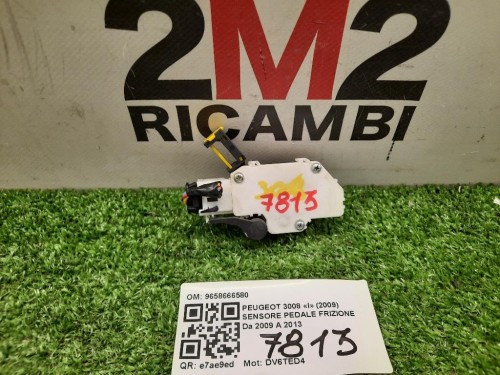 2M2
RICAMBI
7813
OM: 9658666580
PEUGEOT 3008 «I» (2009)
SENSORE PEDALE FRIZIONE
Da 2009 A 2013
7813
QR: e7ae9ed Mot: DV6TED4